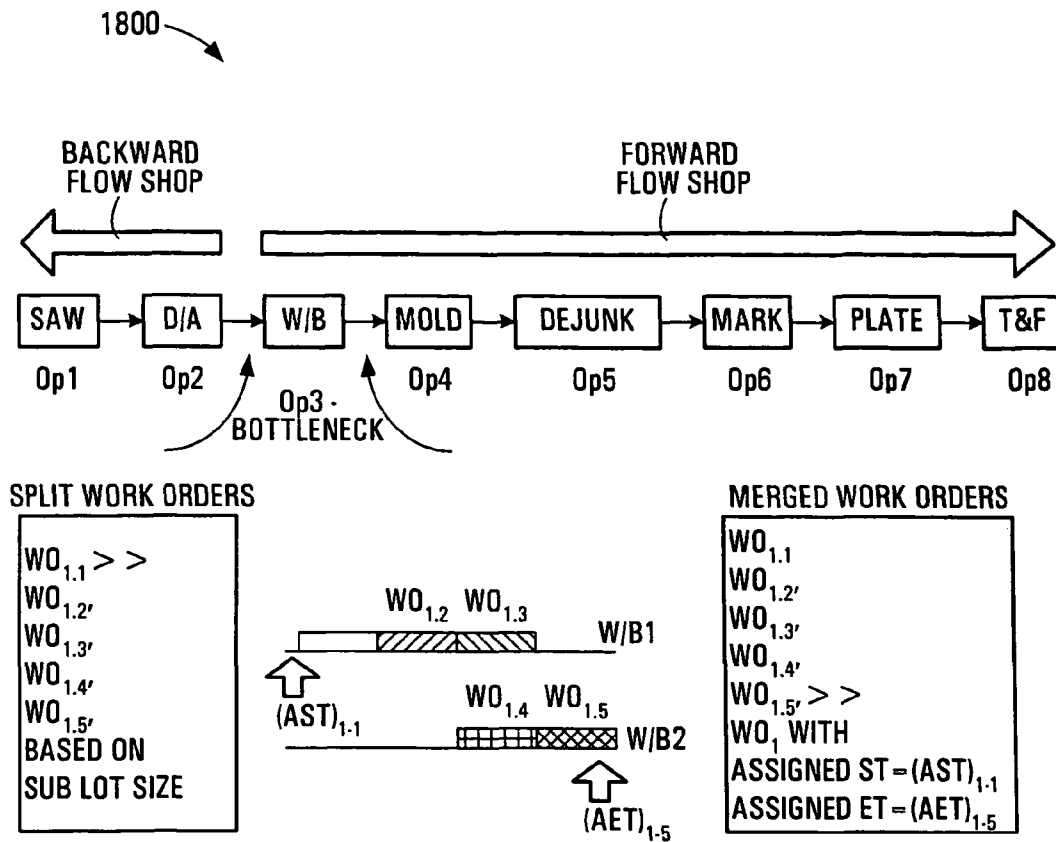 1800
BACKWARD
FLOW SHOP
FORWARD
FLOW SHOP
SAW
D/A
W/B
MOLD
DEJUNK
MARK
PLATE
T&F
Op1
Op2
Op3 -
BOTTLENECK
Op4
Op5
Op6
Op7
Op8
SPLIT WORK ORDERS
WO1.1 > >
WO1.2,
WO1.3,
WO1.4,
WO1.5,
BASED ON
SUB LOT SIZE
WO1.2 WO1.3
W/B1
(AST)1-1
WO1.4 WO1.5
W/B2
(AET)1-5
MERGED WORK ORDERS
WO1.1
WO1.2,
WO1.3,
WO1.4,
WO1.5, > >
WO1 WITH
ASSIGNED ST = (AST)1-1
ASSIGNED ET = (AET)1-5